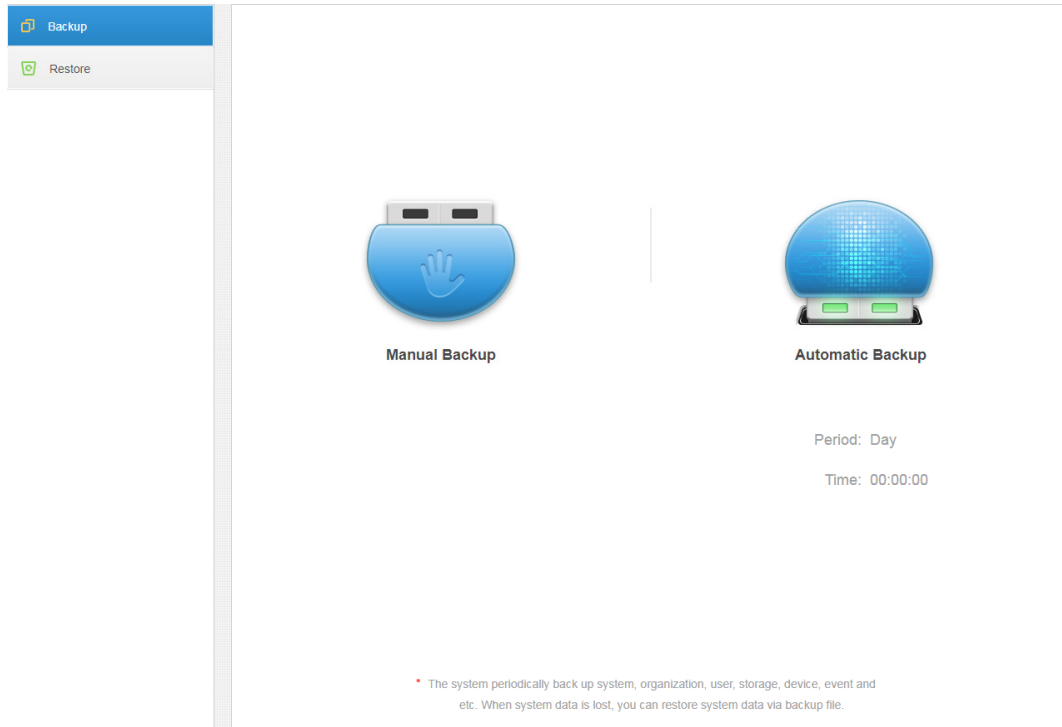 Backup
Restore
Manual Backup
Automatic Backup
Period: Day
Time: 00:00:00
* The system periodically back up system, organization, user, storage, device, event and
etc. When system data is lost, you can restore system data via backup file.